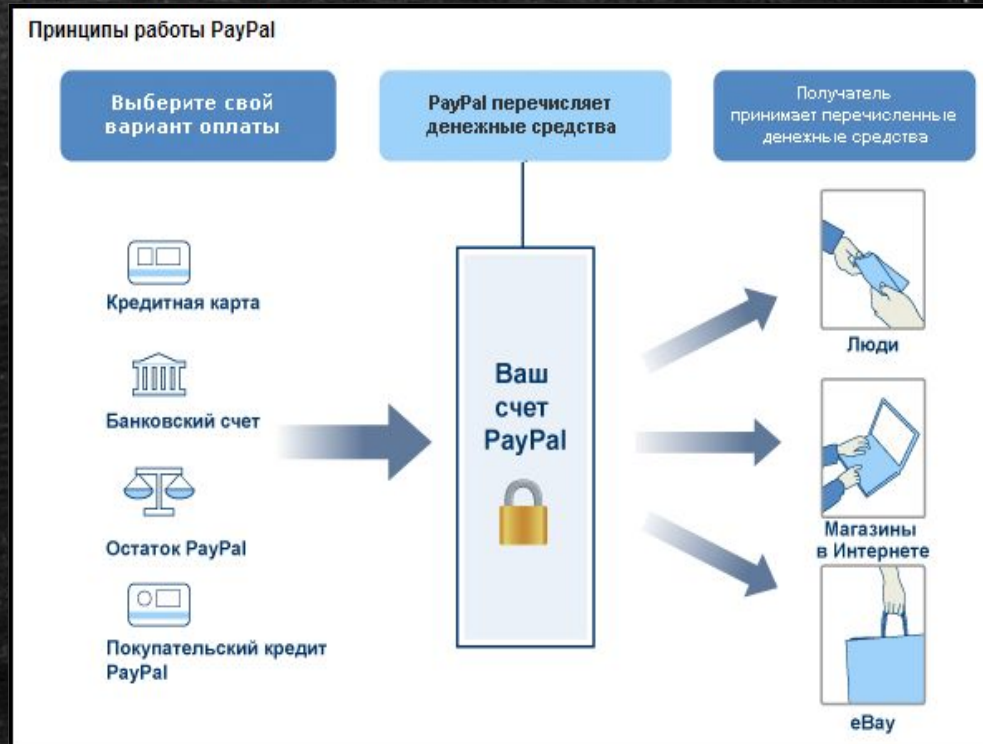 Принципы работы PayPal
Выберите свой
вариант оплаты
PayPal перечисляет
денежные средства
Получатель
принимает перечисленные
денежные средства
Кредитная карта
Банковский счет
Остаток PayPal
Покупательский кредит
PayPal
Ваш
счет
PayPal
Люди
Магазины
в Интернете
eBay